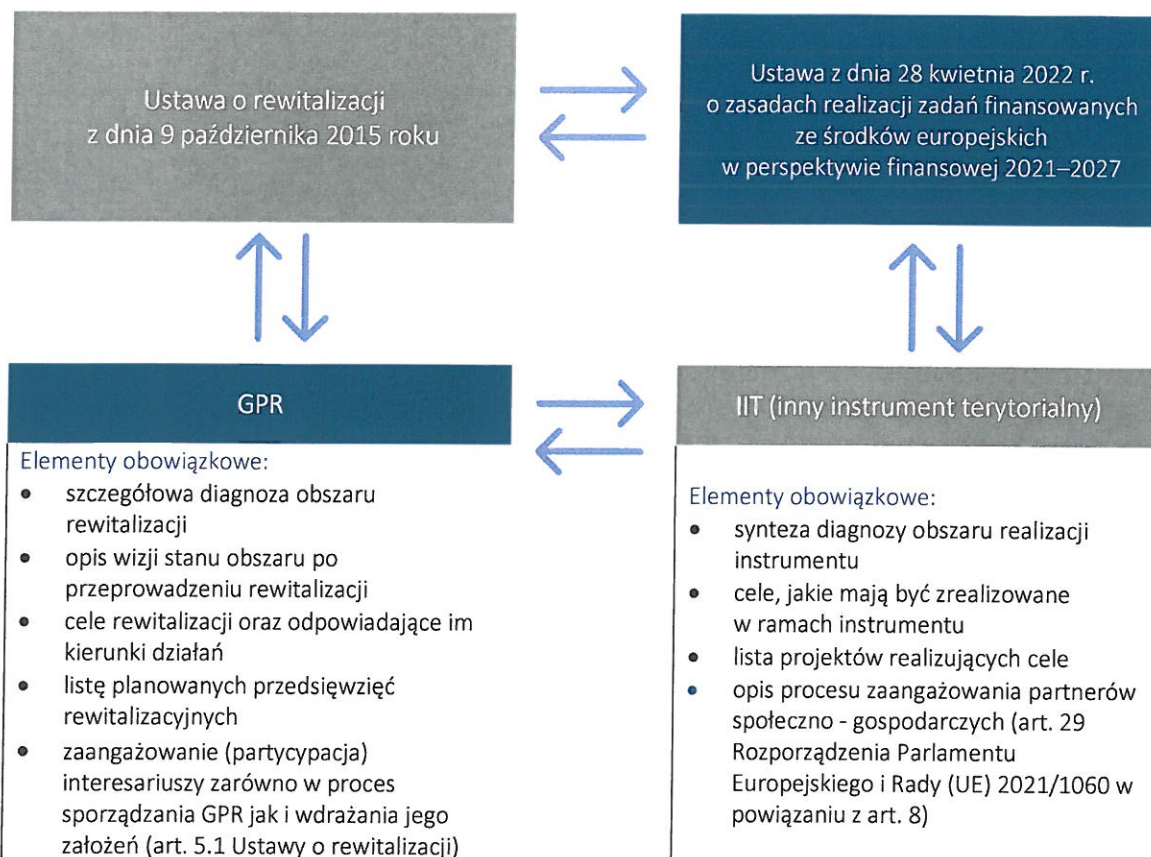 Ustawa o rewitalizacji
z dnia 9 października 2015 roku
Ustawa z dnia 28 kwietnia 2022 r.
o zasadach realizacji zadań finansowanych
ze środków europejskich
w perspektywie finansowej 2021–2027
GPR
Elementy obowiązkowe:
• szczegółowa diagnoza obszaru
rewitalizacji
• opis wizji stanu obszaru po
przeprowadzeniu rewitalizacji
• cele rewitalizacji oraz odpowiadające im
kierunki działań
• listę planowanych przedsięwzięć
rewitalizacyjnych
• zaangażowanie (partycypacja)
interesariuszy zarówno w proces
sporządzania GPR jak i wdrażania jego
założeń (art. 5.1 Ustawy o rewitalizacji)
IIT (inny instrument terytorialny)
Elementy obowiązkowe:
• synteza diagnozy obszaru realizacji
instrumentu
• cele, jakie mają być zrealizowane
w ramach instrumentu
• lista projektów realizujących cele
• opis procesu zaangażowania partnerów
społeczno - gospodarczych (art. 29
Rozporządzenia Parlamentu
Europejskiego i Rady (UE) 2021/1060 w
powiązaniu z art. 8)